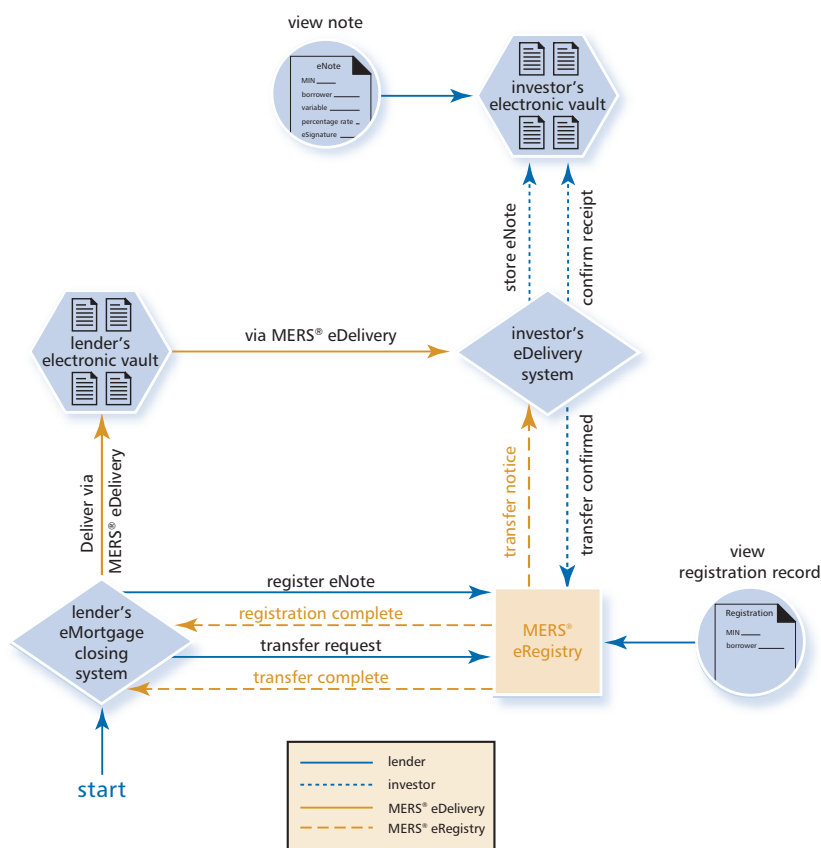 view note
eNote
MIN
borrower
variable
percentage rate
eSignature
investor's
electronic vault
store eNote
confirm receipt
lender's
electronic vault
via MERS® eDelivery
investor's
eDelivery
system
Deliver via
MERS® eDelivery
transfer notice
transfer confirmed
view
registration record
register eNote
registration complete
transfer request
transfer complete
lender's
eMortgage
closing
system
MERS®
eRegistry
Registration
MIN
borrower
start
lender
investor
MERS® eDelivery
MERS® eRegistry